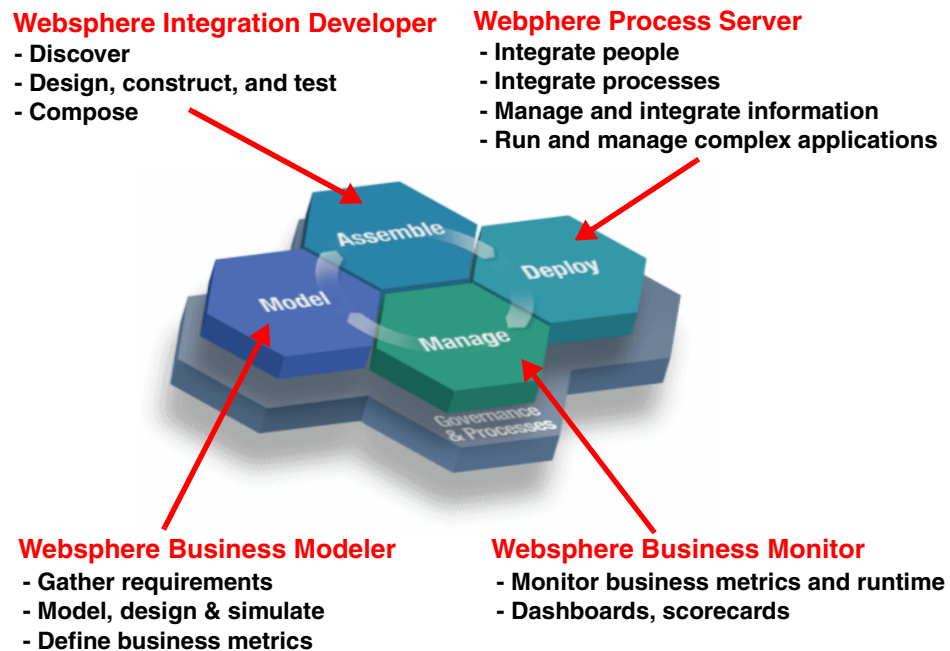 Websphere Integration Developer
- Discover
- Design, construct, and test
- Compose
Webphere Process Server
- Integrate people
- Integrate processes
- Manage and integrate information
- Run and manage complex applications
Assemble
Deploy
Model
Manage
Governance
& Processes
Websphere Business Modeler
- Gather requirements
- Model, design & simulate
- Define business metrics
Websphere Business Monitor
- Monitor business metrics and runtime
- Dashboards, scorecards